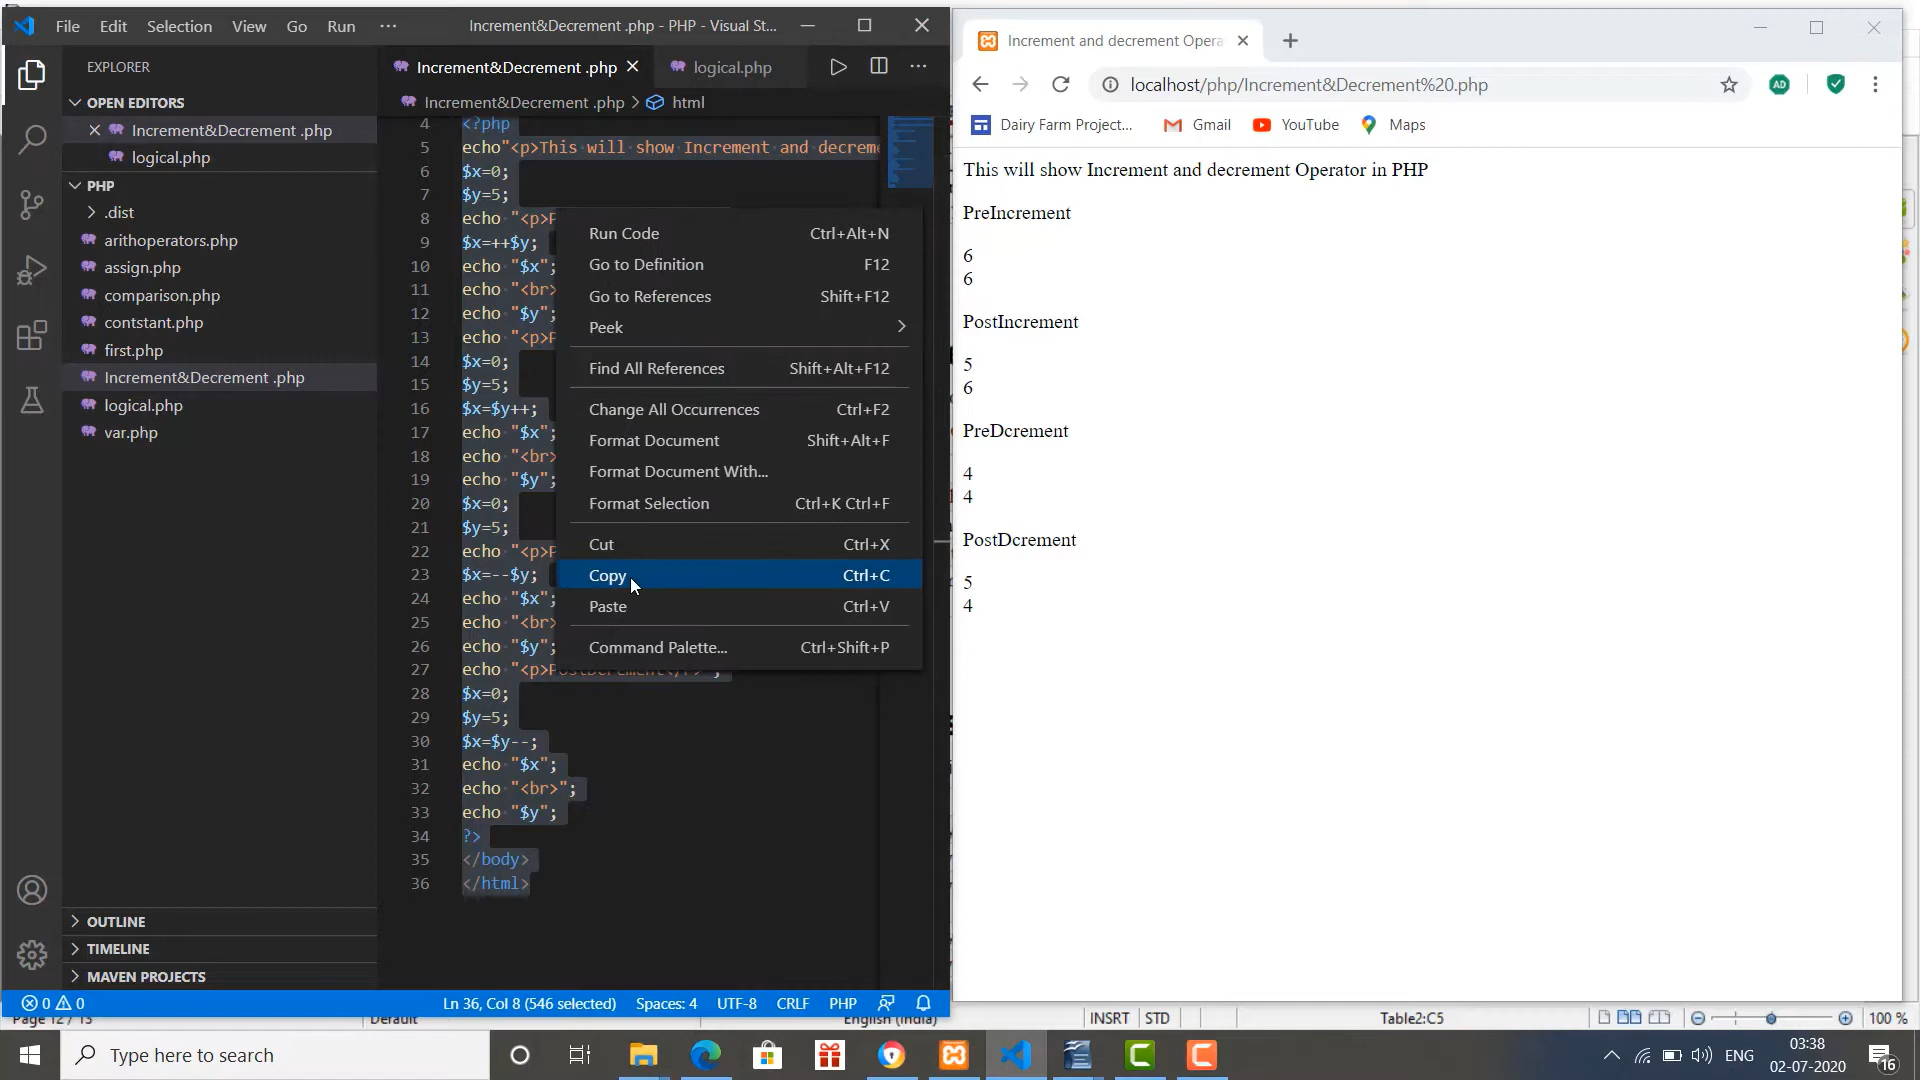 File Edit Selection View Go Run ··· Increment&Decrement .php - PHP - Visual St...
EXPLORER
OPEN EDITORS
Increment&Decrement .php
logical.php
PHP
.dist
arithoperators.php
assign.php
comparison.php
contstant.php
first.php
Increment&Decrement .php
logical.php
var.php
OUTLINE
TIMELINE
MAVEN PROJECTS
Increment&Decrement .php logical.php
Increment&Decrement .php > html
4 <?php
5 echo"<p>This will show Increment and decreme
6 $x=0;
7 $y=5;
8 echo "<p>P
9 $x=++$y;
10 echo "$x";
11 echo "<br>
12 echo "$y";
13 echo "<p>P
14 $x=0;
15 $y=5;
16 $x=$y++;
17 echo "$x";
18 echo "<br>
19 echo "$y";
20 $x=0;
21 $y=5;
22 echo "<p>P
23 $x=--$y;
24 echo "$x";
25 echo "<br>
26 echo "$y";
27 echo "<p>
28 $x=0;
29 $y=5;
30 $x=$y--;
31 echo "$x";
32 echo "<br>";
33 echo "$y";
34 ?>
35 </body>
36 </html>
Run Code Ctrl+Alt+N
Go to Definition F12
Go to References Shift+F12
Peek
Find All References Shift+Alt+F12
Change All Occurrences Ctrl+F2
Format Document Shift+Alt+F
Format Document With...
Format Selection Ctrl+K Ctrl+F
Cut Ctrl+X
Copy Ctrl+C
Paste Ctrl+V
Command Palette... Ctrl+Shift+P
0 0 Ln 36, Col 8 (546 selected) Spaces: 4 UTF-8 CRLF PHP
Increment and decrement Opera
localhost/php/Increment&Decrement%20.php
AD
Dairy Farm Project... Gmail YouTube Maps
This will show Increment and decrement Operator in PHP
PreIncrement
6
6
PostIncrement
5
6
PreDcrement
4
4
PostDcrement
5
4
Page 12 / 13 Default English (India) INSRT STD Table2:C5 100 %
Type here to search
ENG
03:38
02-07-2020
16